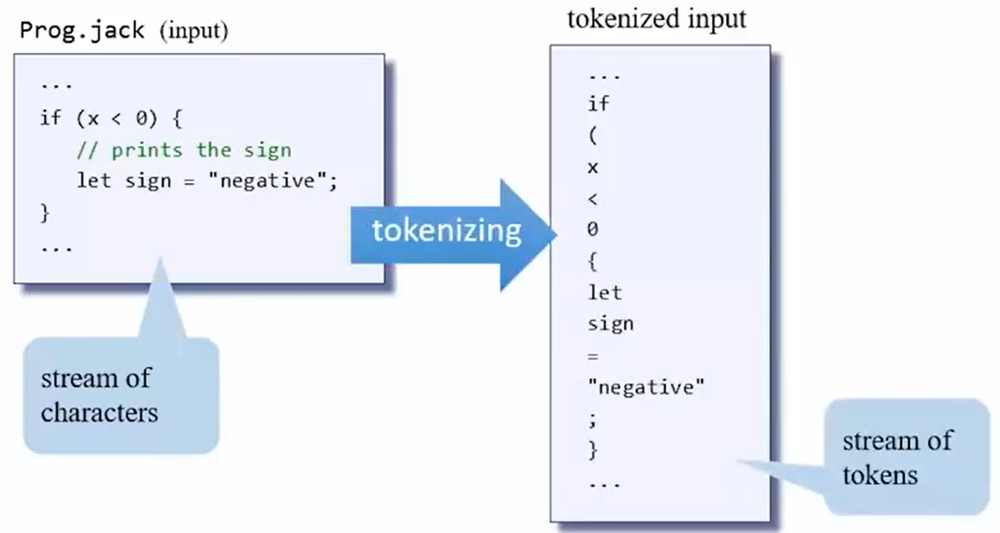 Prog.jack (input)
...
if (x < 0) {
   // prints the sign
   let sign = "negative";
}
...
stream of
characters
tokenizing
tokenized input
...
if
(
x
<
0
{
let
sign
=
"negative"
;
}
...
stream of
tokens